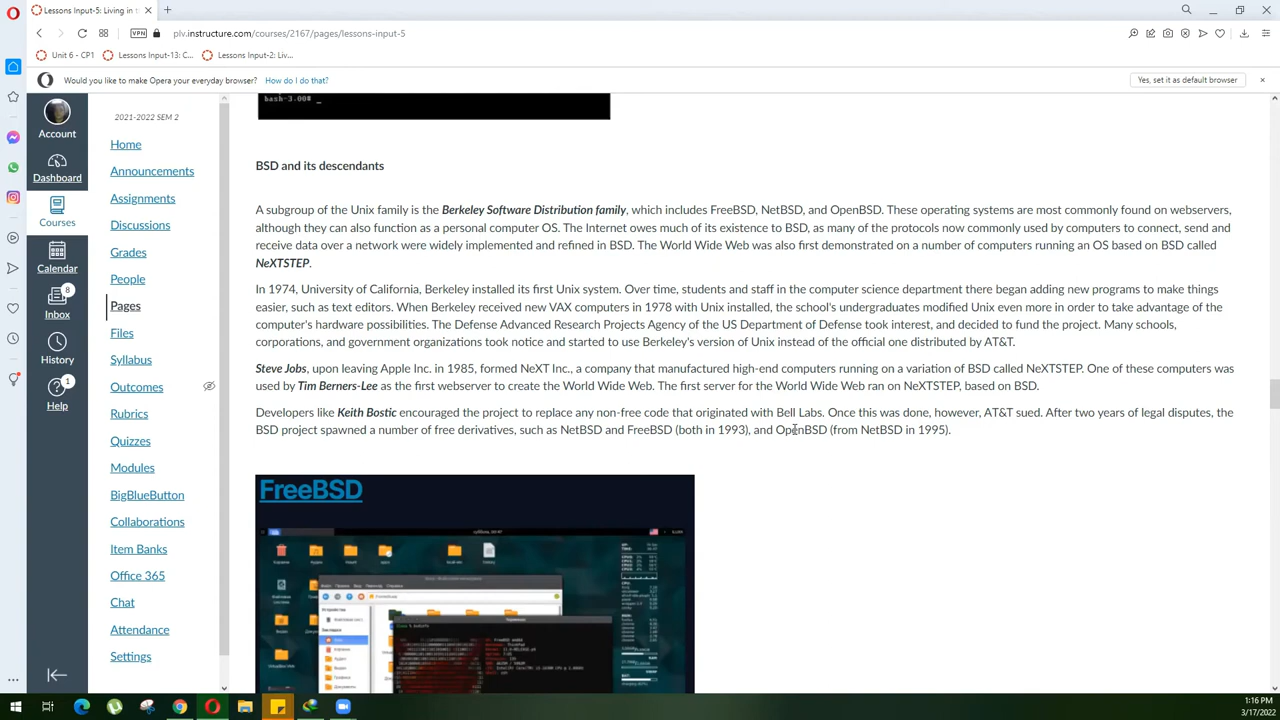 Lessons Input-5: Living in t
VPN
plv.instructure.com/courses/2167/pages/lessons-input-5
Unit 6 - CP1
Lessons Input-13: C...
Lessons Input-2: Liv...
Would you like to make Opera your everyday browser?
How do I do that?
Yes, set it as default browser
Account
Dashboard
Courses
Calendar
8
Inbox
History
1
Help
2021-2022 SEM 2
Home
Announcements
Assignments
Discussions
Grades
People
Pages
Files
Syllabus
Outcomes
Rubrics
Quizzes
Modules
BigBlueButton
Collaborations
Item Banks
Office 365
Chat
Attendance
Settings
bash-3.00# _
BSD and its descendants
A subgroup of the Unix family is the Berkeley Software Distribution family, which includes FreeBSD, NetBSD, and OpenBSD. These operating systems are most commonly found on webservers,
although they can also function as a personal computer OS. The Internet owes much of its existence to BSD, as many of the protocols now commonly used by computers to connect, send and
receive data over a network were widely implemented and refined in BSD. The World Wide Web was also first demonstrated on a number of computers running an OS based on BSD called
NeXTSTEP.
In 1974, University of California, Berkeley installed its first Unix system. Over time, students and staff in the computer science department there began adding new programs to make things
easier, such as text editors. When Berkeley received new VAX computers in 1978 with Unix installed, the school's undergraduates modified Unix even more in order to take advantage of the
computer's hardware possibilities. The Defense Advanced Research Projects Agency of the US Department of Defense took interest, and decided to fund the project. Many schools,
corporations, and government organizations took notice and started to use Berkeley's version of Unix instead of the official one distributed by AT&T.
Steve Jobs, upon leaving Apple Inc. in 1985, formed NeXT Inc., a company that manufactured high-end computers running on a variation of BSD called NeXTSTEP. One of these computers was
used by Tim Berners-Lee as the first webserver to create the World Wide Web. The first server for the World Wide Web ran on NeXTSTEP, based on BSD.
Developers like Keith Bostic encouraged the project to replace any non-free code that originated with Bell Labs. Once this was done, however, AT&T sued. After two years of legal disputes, the
BSD project spawned a number of free derivatives, such as NetBSD and FreeBSD (both in 1993), and OpenBSD (from NetBSD in 1995).
FreeBSD
1:16 PM
3/17/2022